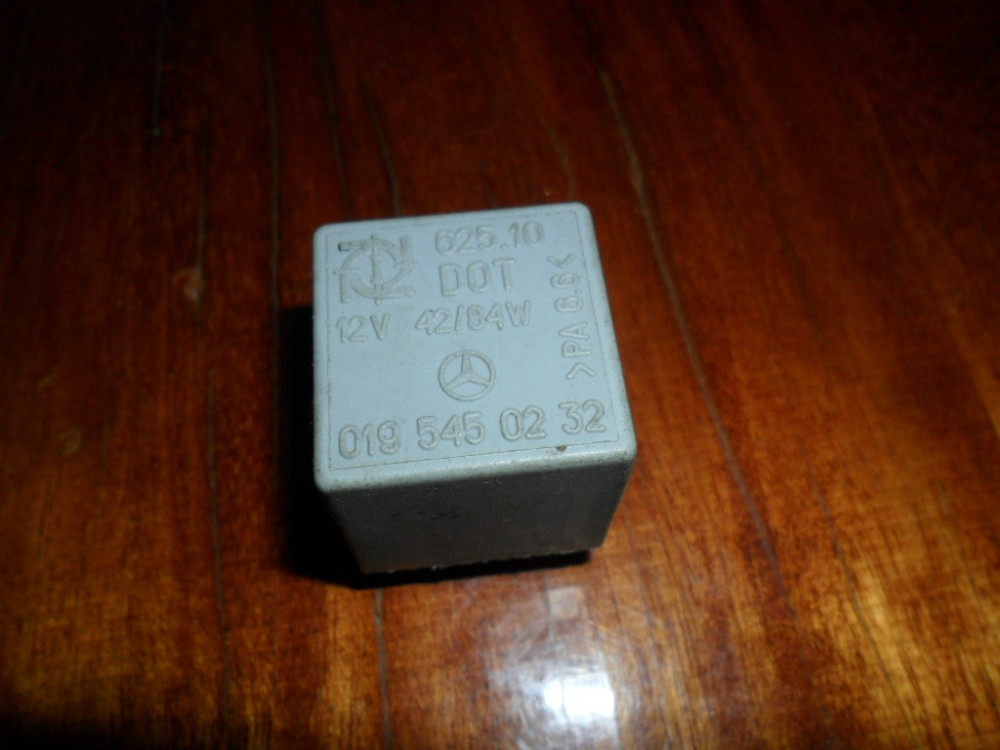 625.10
DOT
12V 42/84W
>PA 6.6<
019 545 02 32